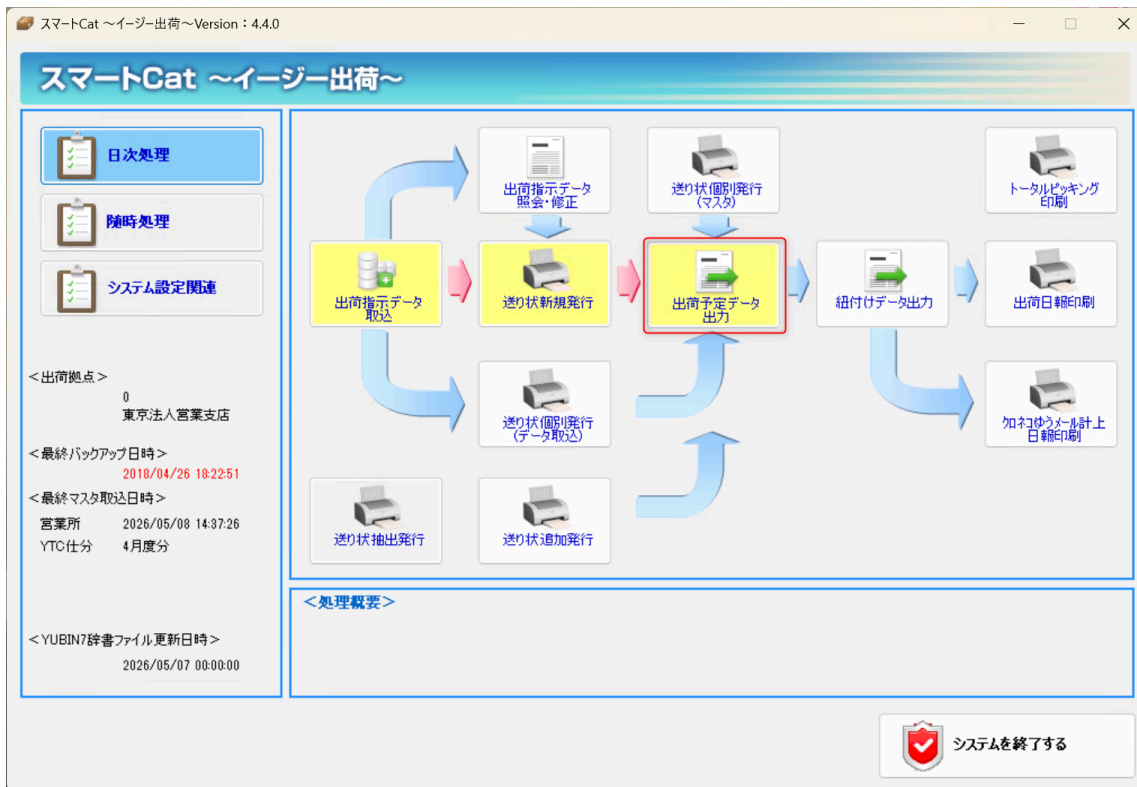 スマートCat ～イージー出荷～Version：4.4.0
スマートCat ～イージー出荷～
日次処理
随時処理
システム設定関連
＜出荷拠点＞
0
東京法人営業支店
＜最終バックアップ日時＞
2018/04/26 18:22:51
＜最終マスタ取込日時＞
営業所 2026/05/08 14:37:26
YTC仕分 4月度分
＜YUBIN7辞書ファイル更新日時＞
2026/05/07 00:00:00
出荷指示データ
照会・修正
送り状個別発行
(マスタ)
トータルピッキング
印刷
出荷指示データ
取込
送り状新規発行
出荷予定データ
出力
紐付けデータ出力
出荷日報印刷
送り状個別発行
(データ取込)
クロネコゆうメール計上
日報印刷
送り状抽出発行
送り状追加発行
＜処理概要＞
システムを終了する